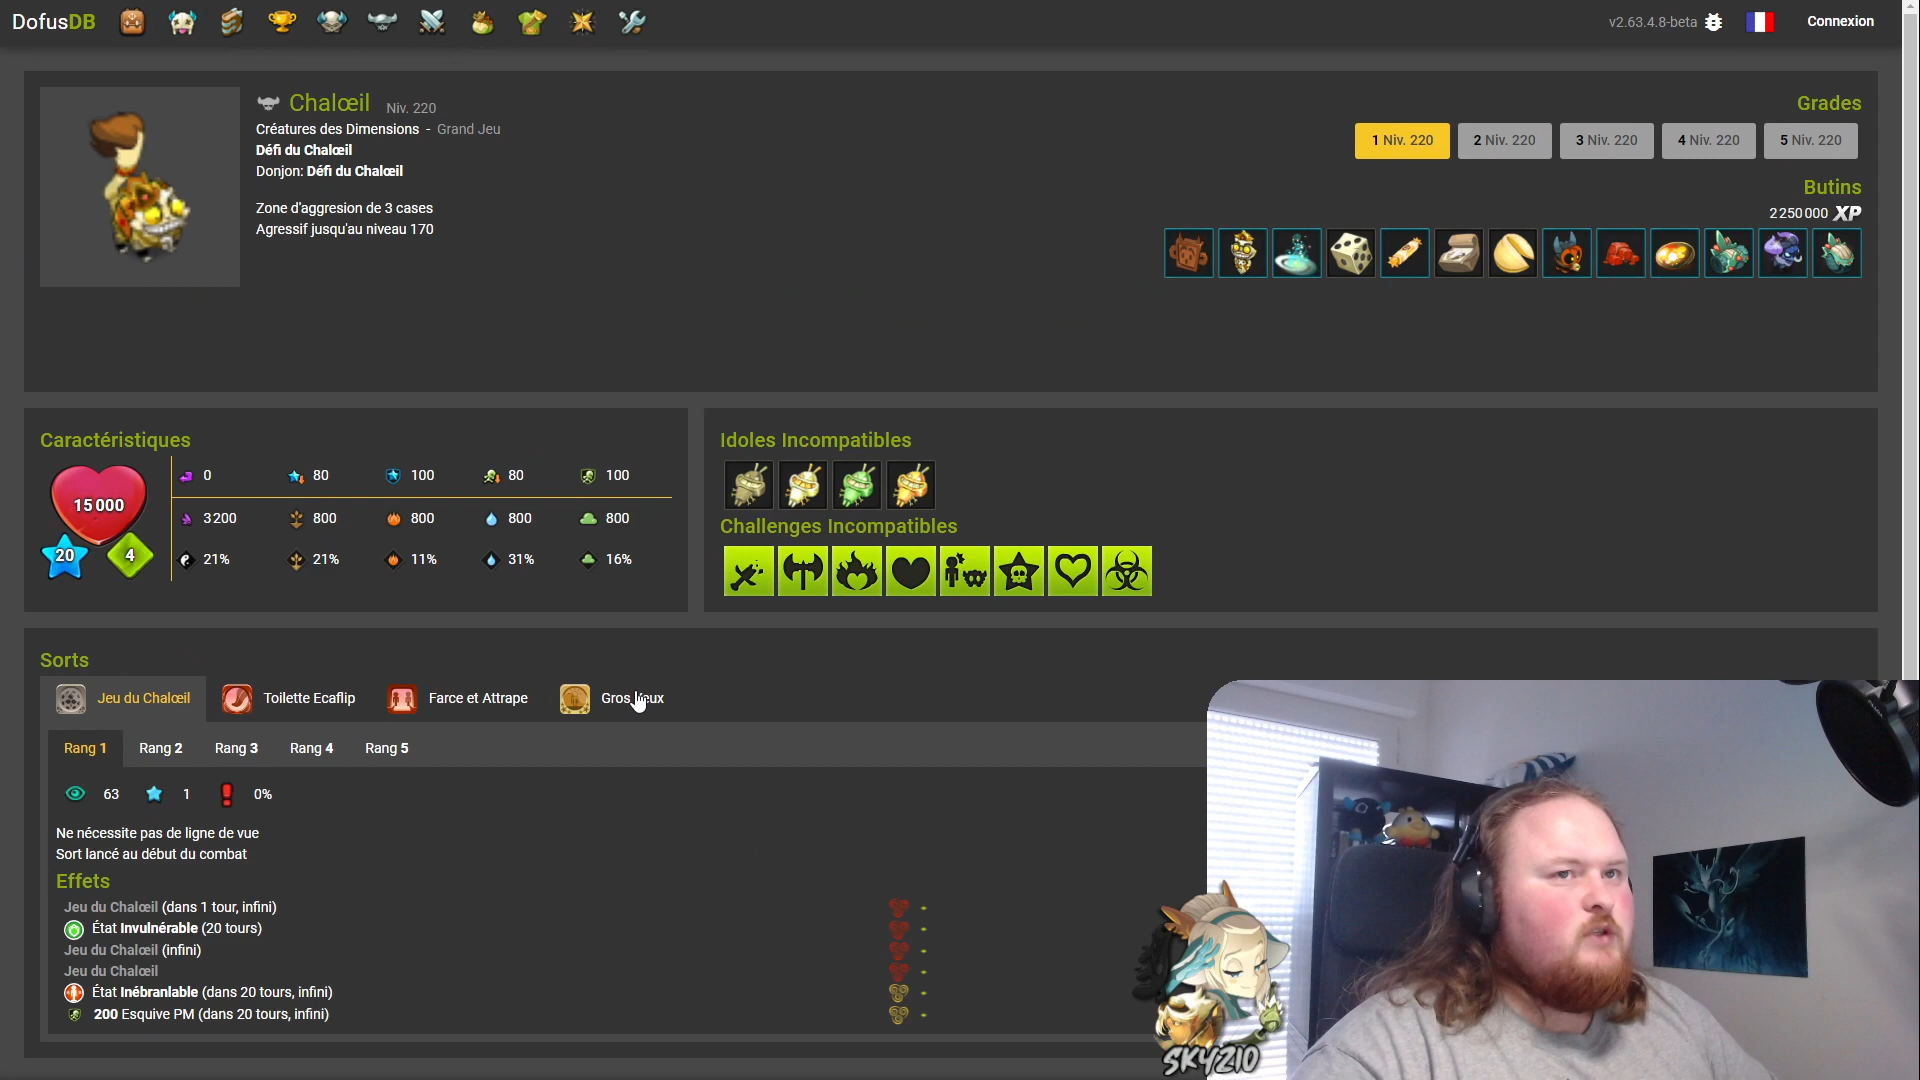 DofusDB
v2.63.4.8-beta
Connexion
Chalœil Niv. 220
Créatures des Dimensions - Grand Jeu
Défi du Chalœil
Donjon: Défi du Chalœil
Zone d'aggresion de 3 cases
Agressif jusqu'au niveau 170
Grades
1 Niv. 220
2 Niv. 220
3 Niv. 220
4 Niv. 220
5 Niv. 220
Butins
2 250 000 XP
Caractéristiques
15 000
20
4
0 80 100 80 100
3 200 800 800 800 800
21% 21% 11% 31% 16%
Idoles Incompatibles
Challenges Incompatibles
Sorts
Jeu du Chalœil
Toilette Ecaflip
Farce et Attrape
Gros
Rang 1
Rang 2
Rang 3
Rang 4
Rang 5
63 1 0%
Ne nécessite pas de ligne de vue
Sort lancé au début du combat
Effets
Jeu du Chalœil (dans 1 tour, infini)
État Invulnérable (20 tours)
Jeu du Chalœil (infini)
Jeu du Chalœil
État Inébranlable (dans 20 tours, infini)
200 Esquive PM (dans 20 tours, infini)
SKYZIO